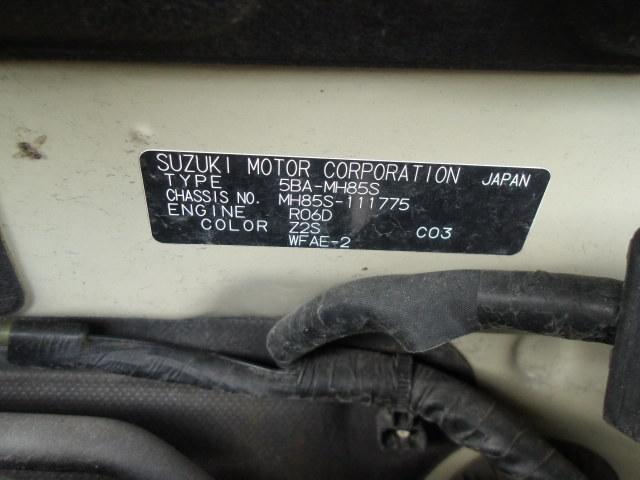 SUZUKI MOTOR CORPORATION JAPAN
TYPE 5BA-MH85S
CHASSIS NO. MH85S-111775
ENGINE R06D
COLOR Z2S C03
WFAE-2